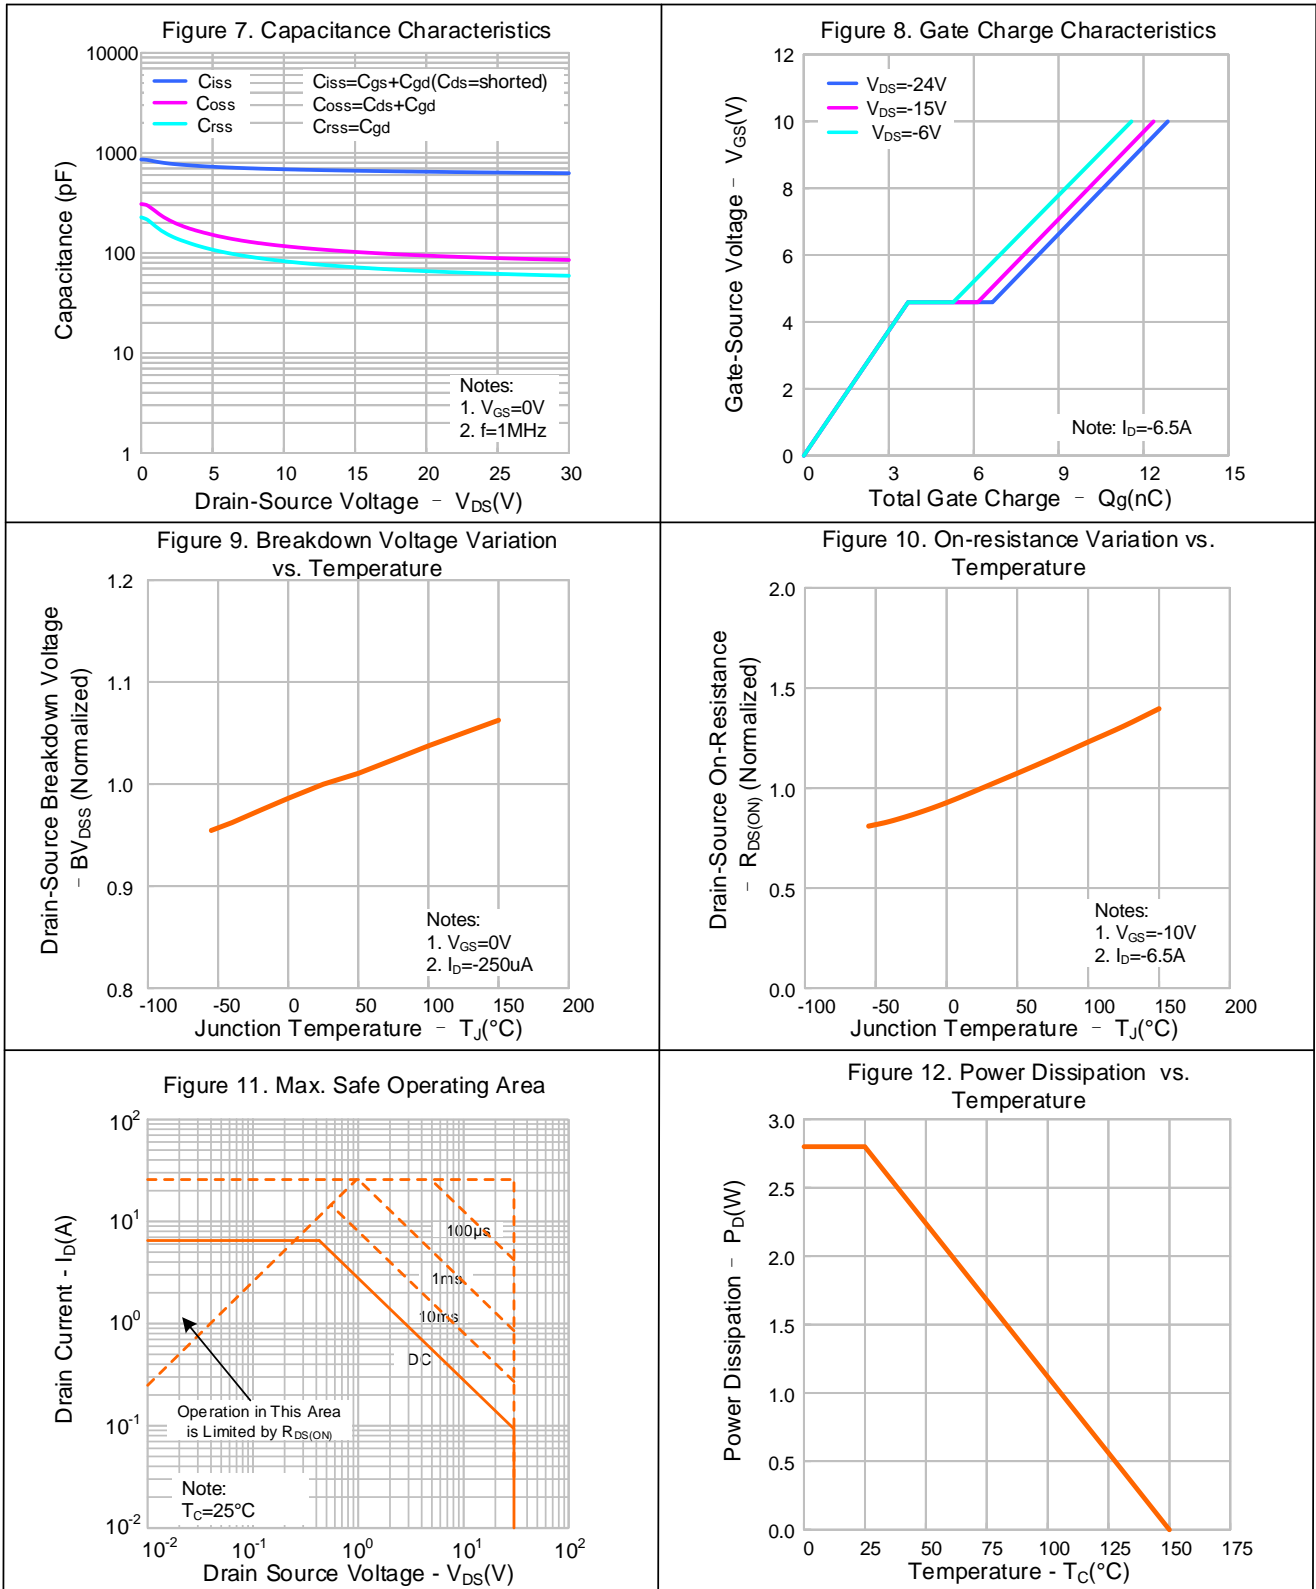 Figure 7. Capacitance Characteristics
Capacitance (pF)
10000
1000
100
10
1
Ciss
Coss
Crss
Ciss=Cgs+Cgd(Cds=shorted)
Coss=Cds+Cgd
Crss=Cgd
Notes:
1. VGS=0V
2. f=1MHz
0 5 10 15 20 25 30
Drain-Source Voltage – VDS(V)
Figure 8. Gate Charge Characteristics
Gate-Source Voltage – VGS(V)
12
10
8
6
4
2
0
VDS=-24V
VDS=-15V
VDS=-6V
Note: ID=-6.5A
0 3 6 9 12 15
Total Gate Charge – Qg(nC)
Figure 9. Breakdown Voltage Variation
vs. Temperature
Drain-Source Breakdown Voltage
– BVDSS (Normalized)
1.2
1.1
1.0
0.9
0.8
Notes:
1. VGS=0V
2. ID=-250uA
-100 -50 0 50 100 150 200
Junction Temperature – TJ(°C)
Figure 10. On-resistance Variation vs.
Temperature
Drain-Source On-Resistance
– RDS(ON) (Normalized)
2.0
1.5
1.0
0.5
0.0
Notes:
1. VGS=-10V
2. ID=-6.5A
-100 -50 0 50 100 150 200
Junction Temperature – TJ(°C)
Figure 11. Max. Safe Operating Area
Drain Current - ID(A)
10²
10¹
10⁰
10⁻¹
10⁻²
100µs
1ms
10ms
DC
Operation in This Area
is Limited by RDS(ON)
Note:
TC=25°C
10⁻² 10⁻¹ 10⁰ 10¹ 10²
Drain Source Voltage - VDS(V)
Figure 12. Power Dissipation vs.
Temperature
Power Dissipation – PD(W)
3.0
2.5
2.0
1.5
1.0
0.5
0.0
0 25 50 75 100 125 150 175
Temperature - TC(°C)